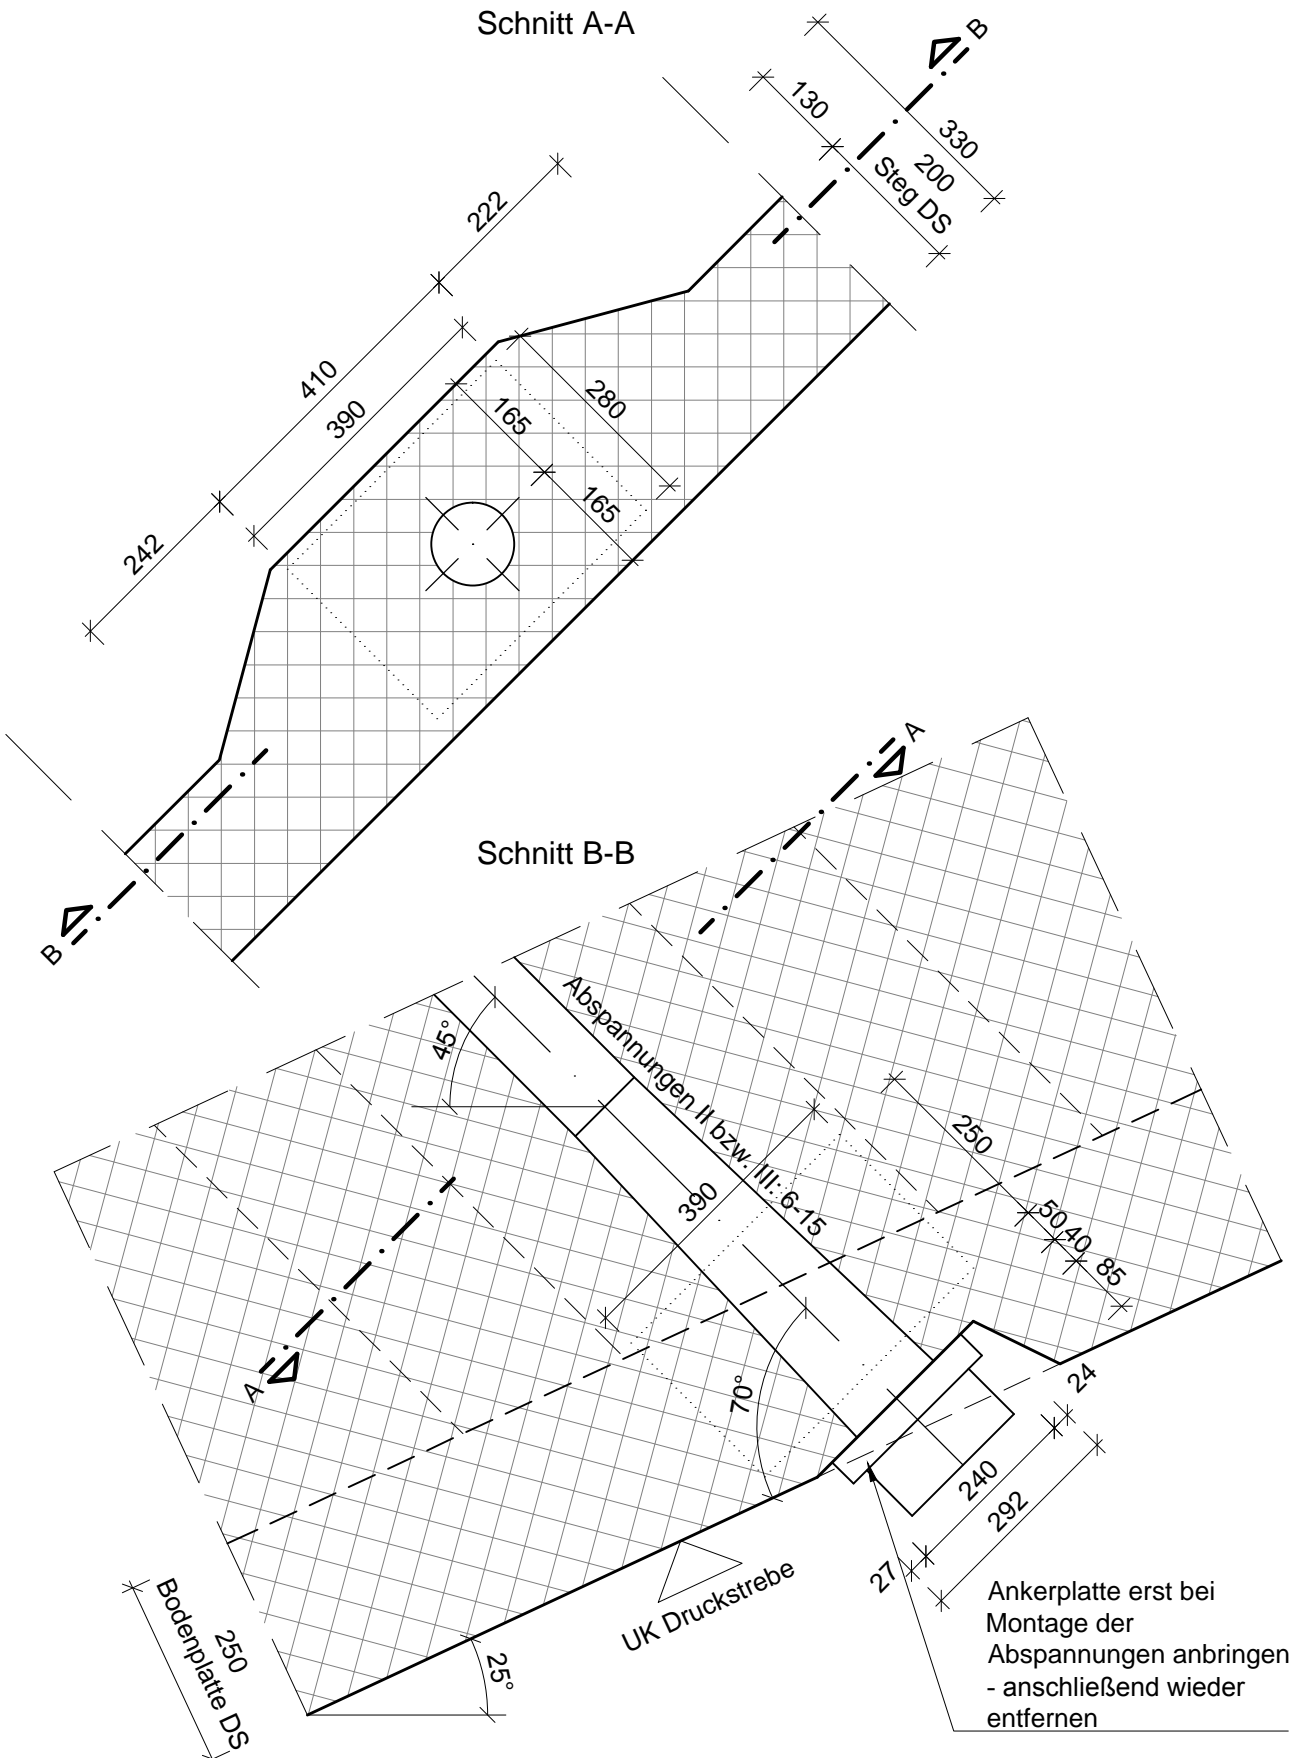 Schnitt A-A
B
130
330
200
Steg DS
222
410
390
280
165
165
242
B
A
Schnitt B-B
45°
Abspannungen II bzw. III: 6-15
390
250
50
40
85
A
70°
24
240
292
27
UK Druckstrebe
25°
250
Bodenplatte DS
Ankerplatte erst bei
Montage der
Abspannungen anbringen
- anschließend wieder
entfernen